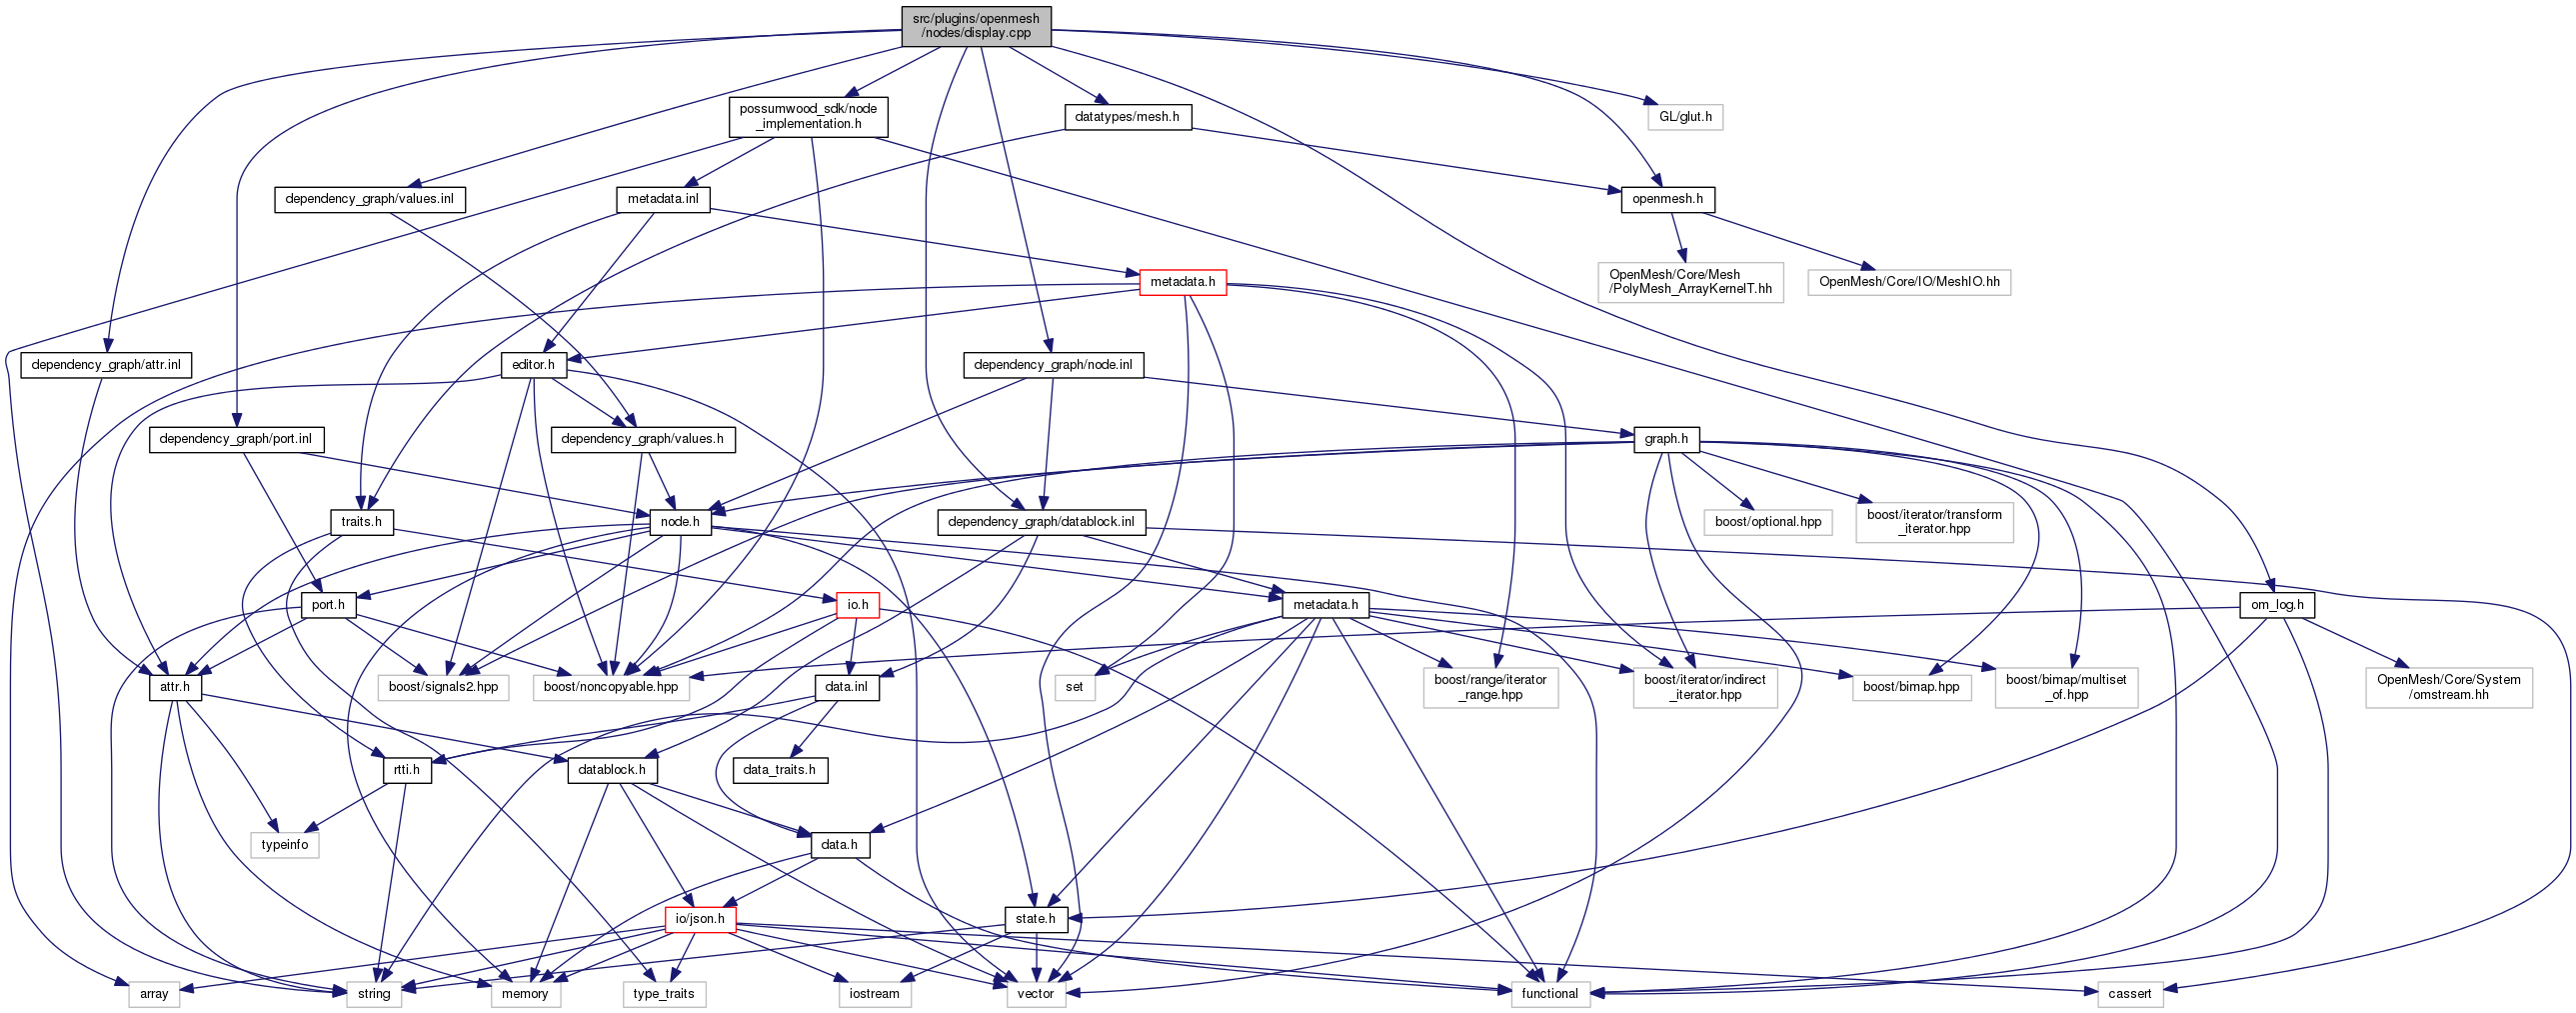 src/plugins/openmesh
/nodes/display.cpp
possumwood_sdk/node
_implementation.h
datatypes/mesh.h
GL/glut.h
dependency_graph/values.inl
metadata.inl
openmesh.h
metadata.h
OpenMesh/Core/Mesh
/PolyMesh_ArrayKernelT.hh
OpenMesh/Core/IO/MeshIO.hh
dependency_graph/attr.inl
editor.h
dependency_graph/node.inl
dependency_graph/port.inl
dependency_graph/values.h
graph.h
traits.h
node.h
dependency_graph/datablock.inl
boost/optional.hpp
boost/iterator/transform
_iterator.hpp
port.h
io.h
metadata.h
om_log.h
attr.h
boost/signals2.hpp
boost/noncopyable.hpp
data.inl
set
boost/range/iterator
_range.hpp
boost/iterator/indirect
_iterator.hpp
boost/bimap.hpp
boost/bimap/multiset
_of.hpp
OpenMesh/Core/System
/omstream.hh
rtti.h
datablock.h
data_traits.h
typeinfo
data.h
io/json.h
state.h
array
string
memory
type_traits
iostream
vector
functional
cassert